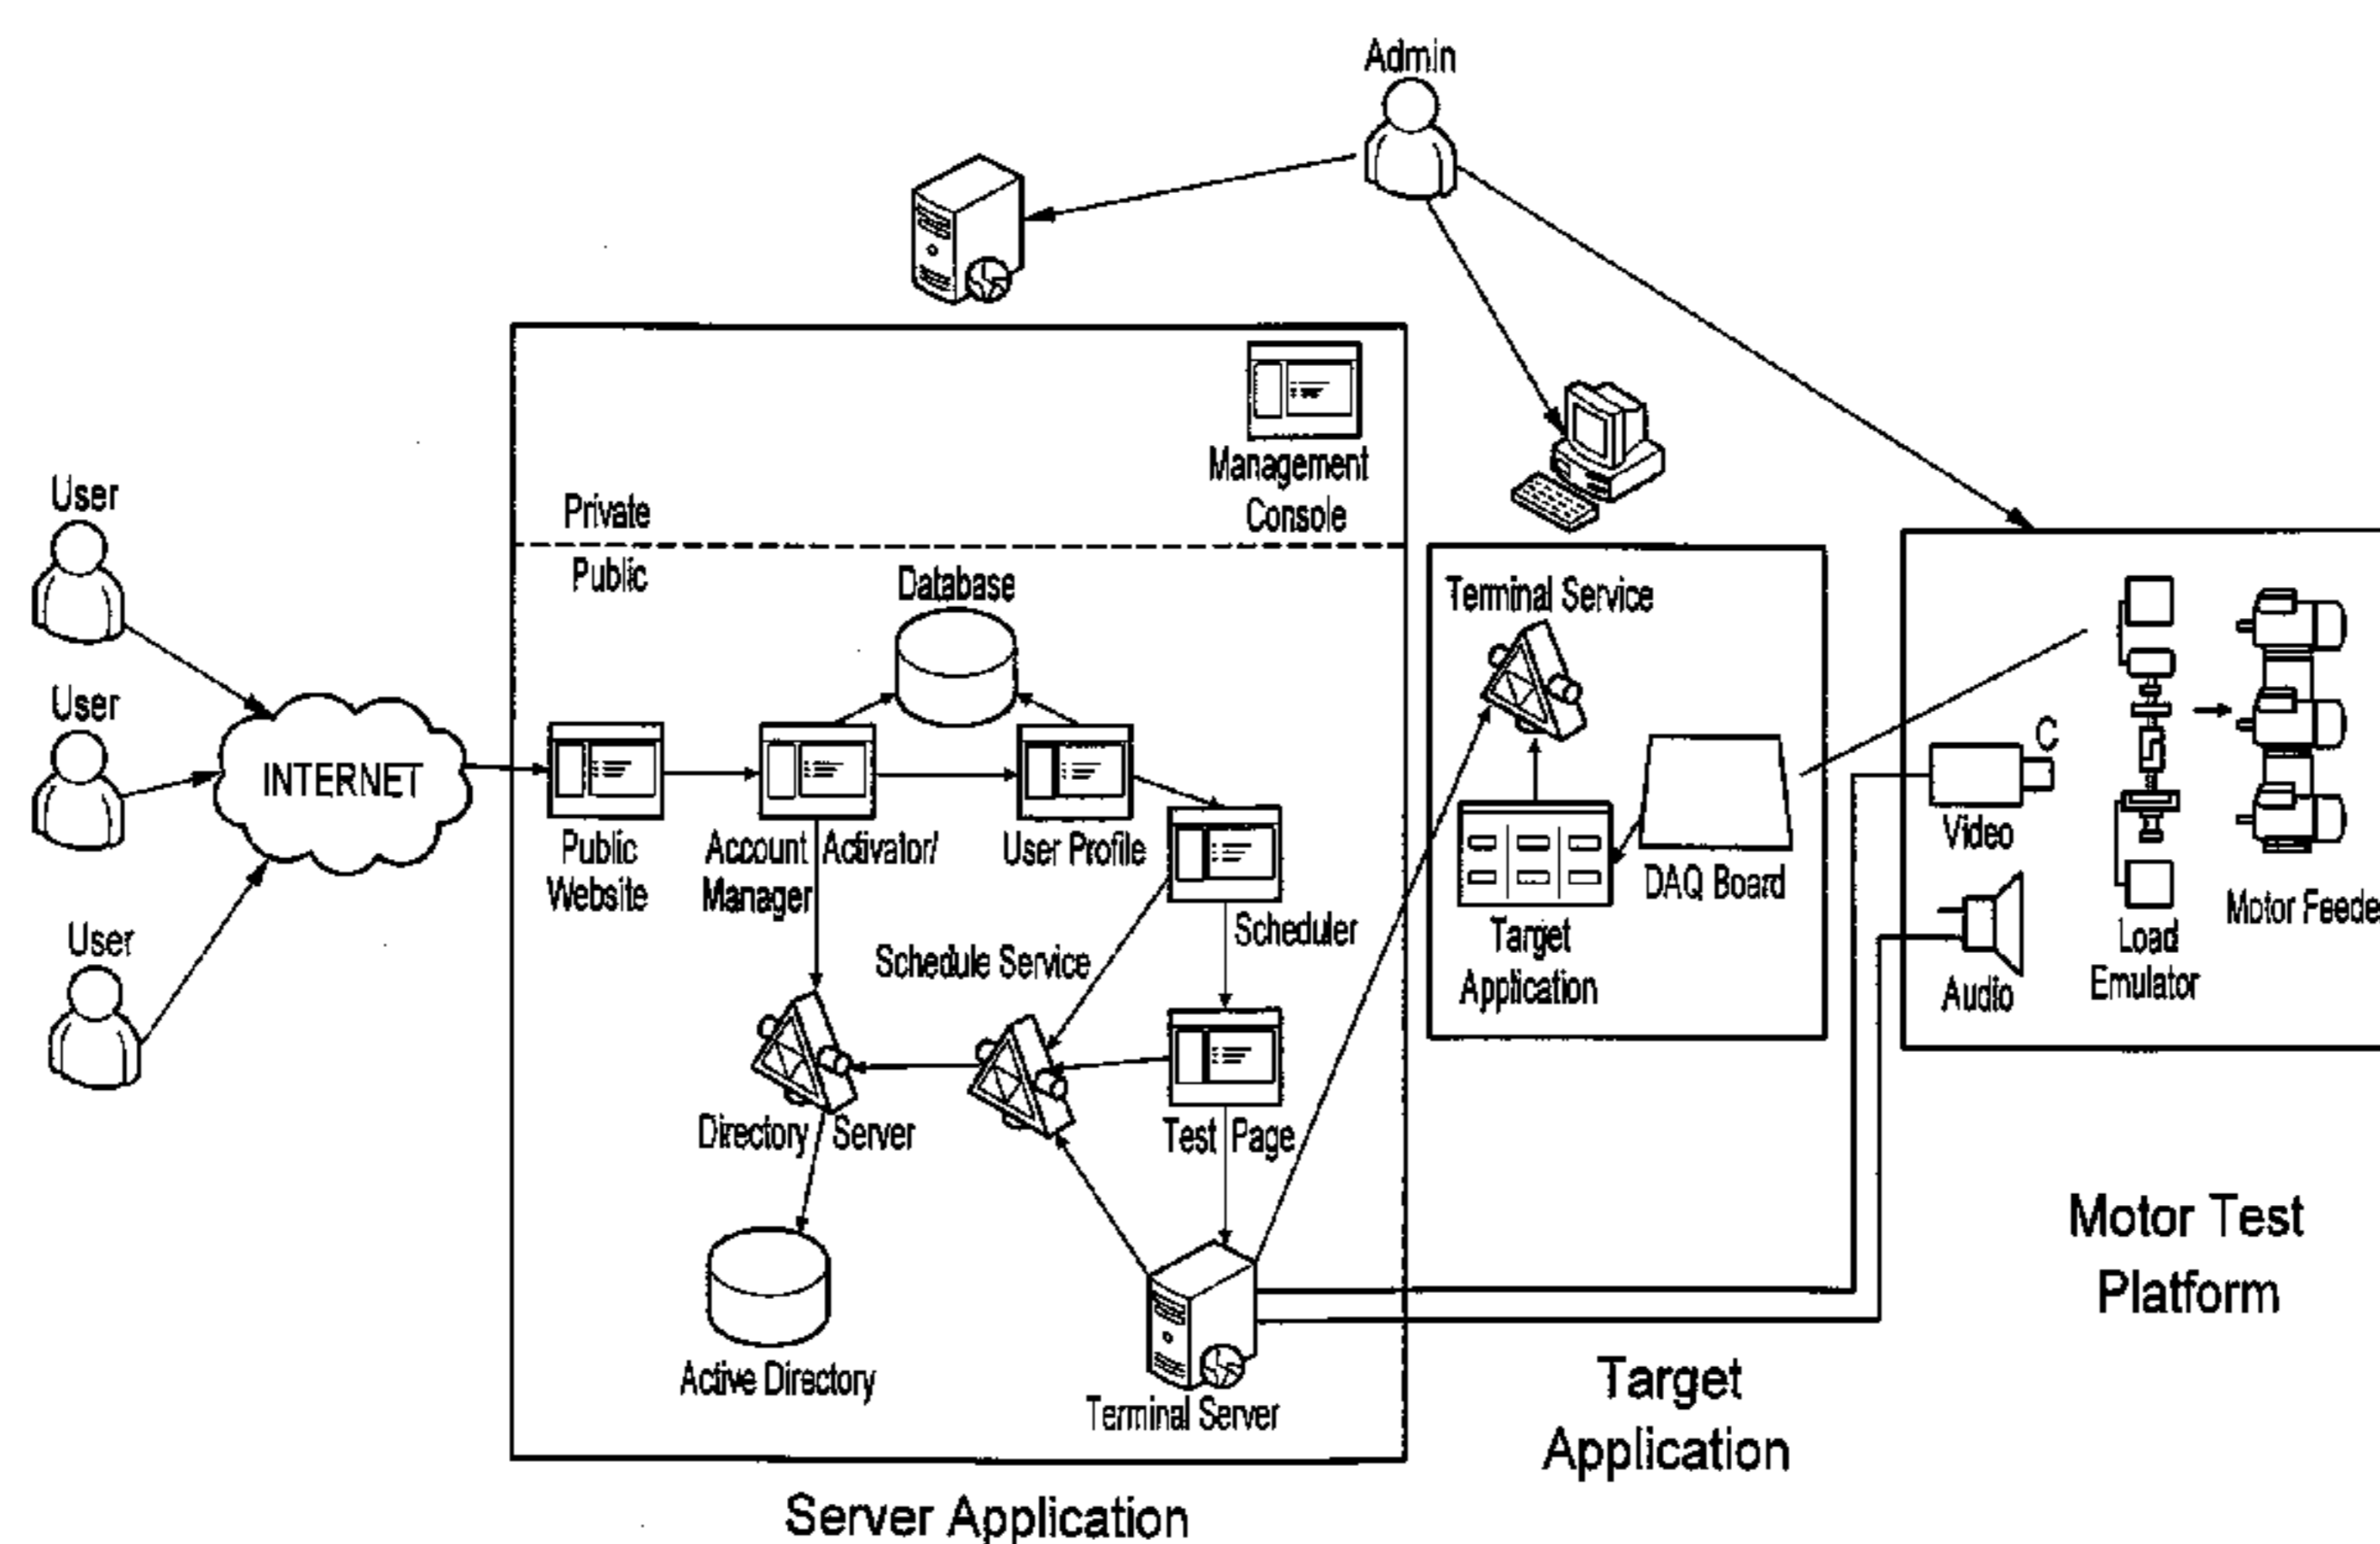 Admin
User
User
User
INTERNET
Private
Public
Management
Console
Database
Public
Website
Account Activator/
Manager
User Profile
Scheduler
Schedule Service
Directory Server
Test Page
Active Directory
Terminal Server
Server Application
Terminal Service
Target
Application
DAQ Board
Target
Application
C
Video
Audio
Load
Emulator
Motor Feede
Motor Test
Platform